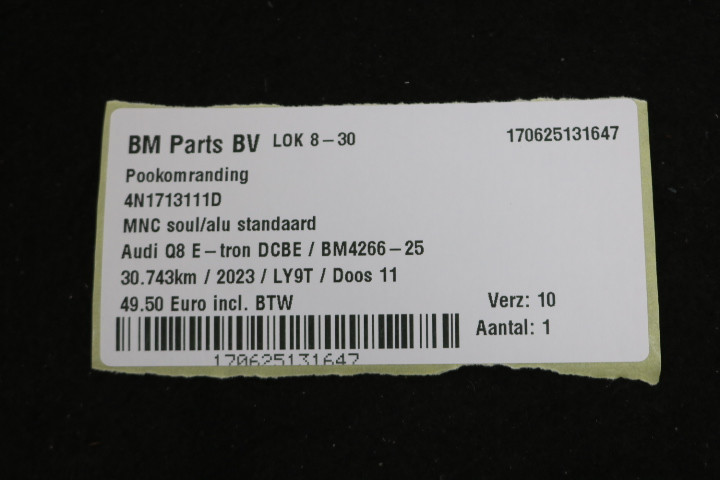 BM Parts BV LOK 8-30 170625131647
Pookomranding
4N1713111D
MNC soul/alu standaard
Audi Q8 E-tron DCBE / BM4266-25
30.743km / 2023 / LY9T / Doos 11
49.50 Euro incl. BTW Verz: 10
Aantal: 1
170625131647